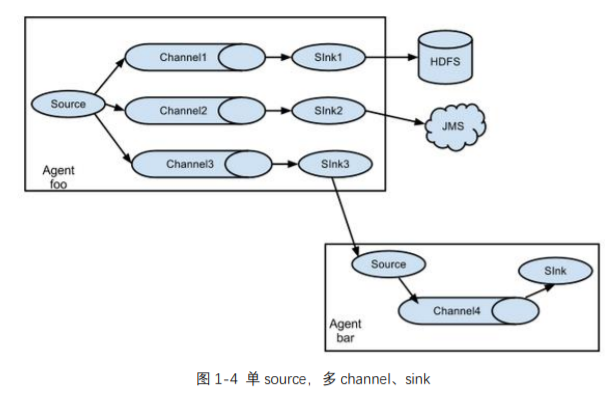 Channel1
SInk1
HDFS
Source
Channel2
SInk2
JMS
Channel3
SInk3
Agent
foo
Source
SInk
Channel4
Agent
bar
图 1-4 单 source，多 channel、sink